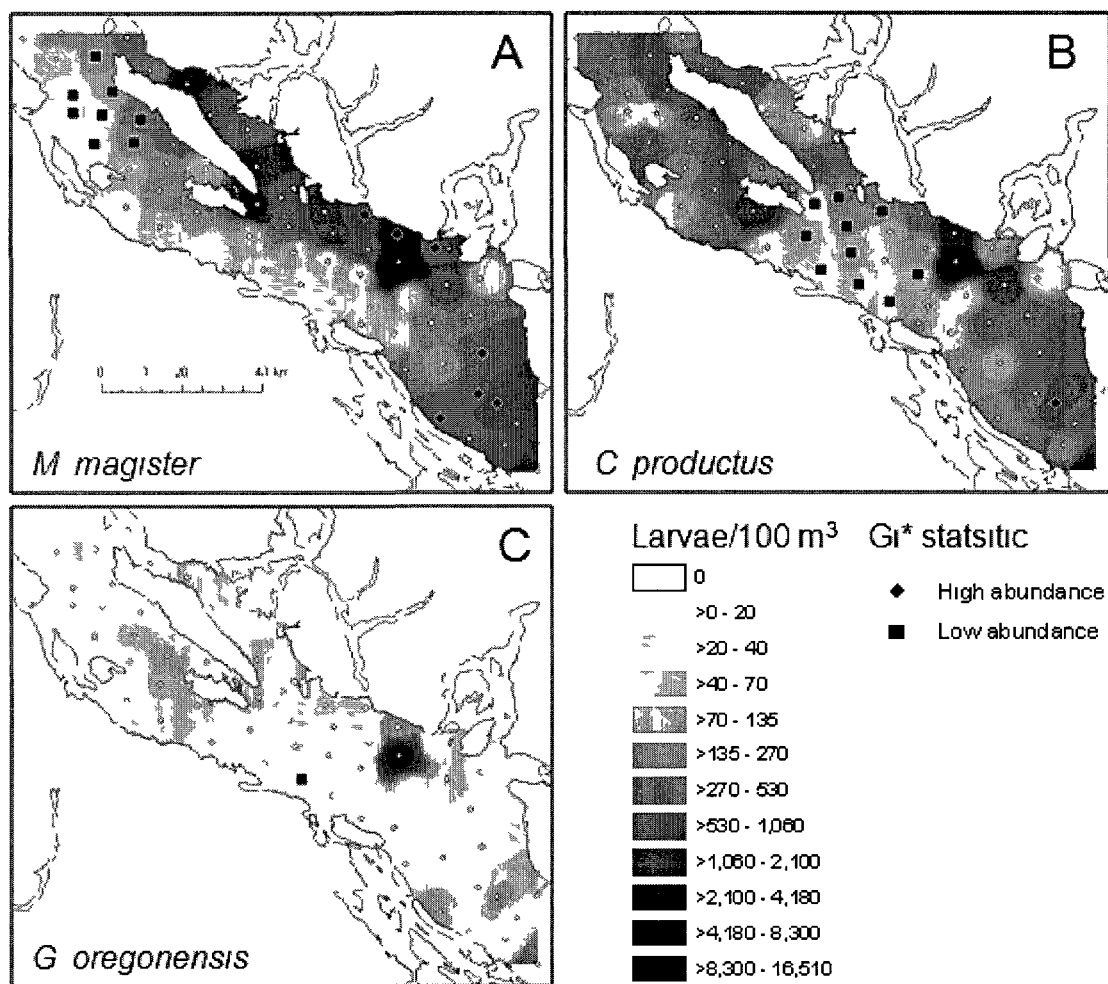 A
B
M magister
C productus
C
G oregonensis
Larvae/100 m³
0
>0 - 20
>20 - 40
>40 - 70
>70 - 135
>135 - 270
>270 - 530
>530 - 1,060
>1,060 - 2,100
>2,100 - 4,180
>4,180 - 8,300
>8,300 - 16,510
Gi* statsitic
High abundance
Low abundance